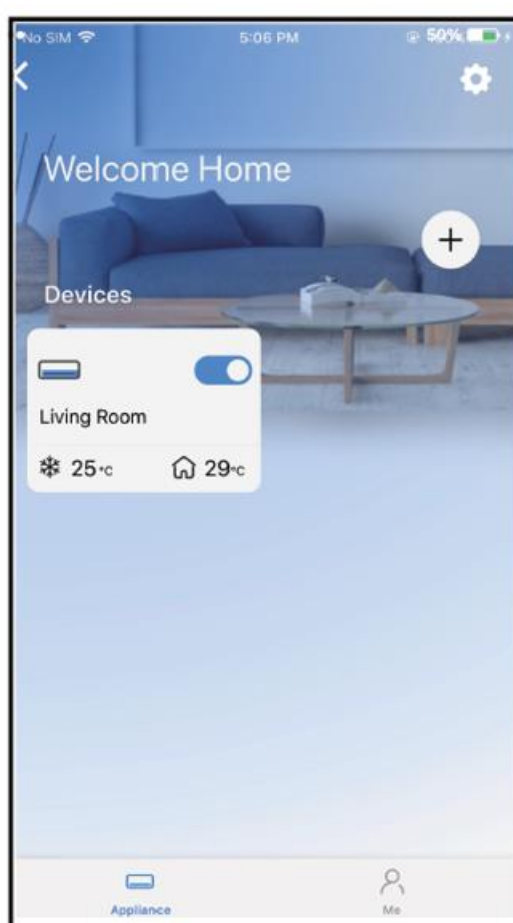 No SIM 5:06 PM 59%
Welcome Home
+
Devices
Living Room
25°C 29°C
Appliance Me